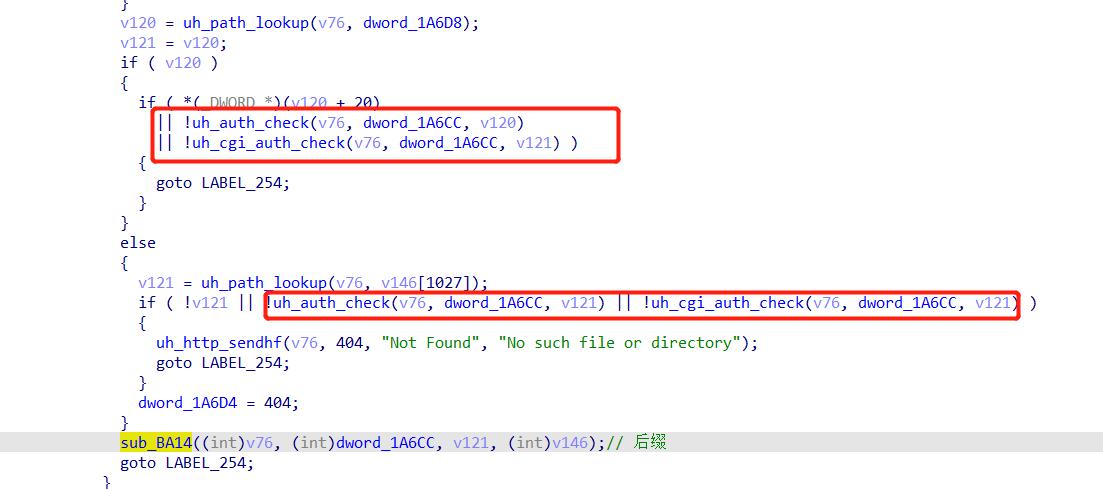 }
v120 = uh_path_lookup(v76, dword_1A6D8);
v121 = v120;
if ( v120 )
{
if ( *(_DWORD *)(v120 + 20)
|| !uh_auth_check(v76, dword_1A6CC, v120)
|| !uh_cgi_auth_check(v76, dword_1A6CC, v121) )
{
goto LABEL_254;
}
}
else
{
v121 = uh_path_lookup(v76, v146[1027]);
if ( !v121 || !uh_auth_check(v76, dword_1A6CC, v121) || !uh_cgi_auth_check(v76, dword_1A6CC, v121) )
{
uh_http_sendhf(v76, 404, "Not Found", "No such file or directory");
goto LABEL_254;
}
dword_1A6D4 = 404;
}
sub_BA14((int)v76, (int)dword_1A6CC, v121, (int)v146);// 后缀
goto LABEL_254;
}